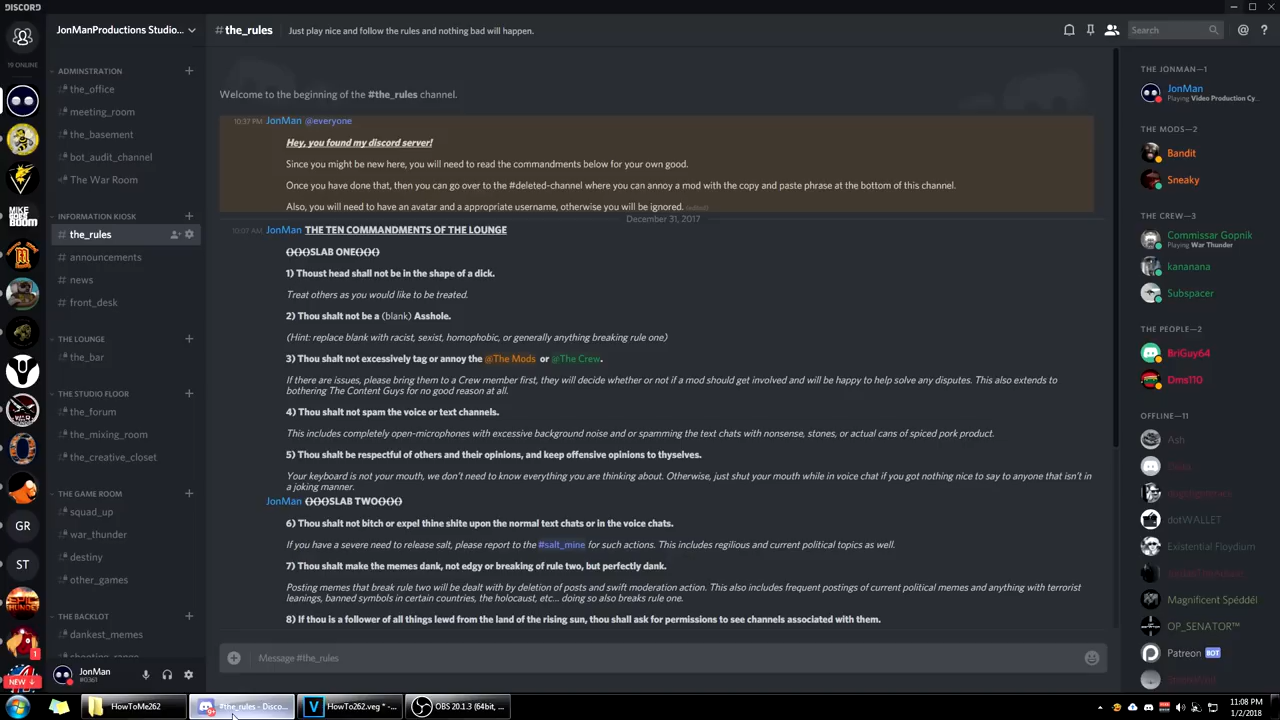 DISCORD
JonManProductions Studio...
# the_rules
Just play nice and follow the rules and nothing bad will happen.
Search
19 ONLINE
ADMINSTRATION
the_office
meeting_room
the_basement
bot_audit_channel
The War Room
INFORMATION KIOSK
the_rules
announcements
news
front_desk
THE LOUNGE
the_bar
THE STUDIO FLOOR
the_forum
the_mixing_room
the_creative_closet
THE GAME ROOM
squad_up
war_thunder
destiny
other_games
THE BACKLOT
dankest_memes
MIKE
BOOM
GR
ST
1
NEW
JonMan
#0361
Welcome to the beginning of the #the_rules channel.
10:37 PM JonMan @everyone
Hey, you found my discord server!
Since you might be new here, you will need to read the commandments below for your own good.
Once you have done that, then you can go over to the #deleted-channel where you can annoy a mod with the copy and paste phrase at the bottom of this channel.
Also, you will need to have an avatar and a appropriate username, otherwise you will be ignored. (edited)
December 31, 2017
10:07 AM JonMan THE TEN COMMANDMENTS OF THE LOUNGE
SLAB ONE
1) Thoust head shall not be in the shape of a dick.
Treat others as you would like to be treated.
2) Thou shalt not be a (blank) Asshole.
(Hint: replace blank with racist, sexist, homophobic, or generally anything breaking rule one)
3) Thou shalt not excessively tag or annoy the @The Mods or @The Crew.
If there are issues, please bring them to a Crew member first, they will decide whether or not if a mod should get involved and will be happy to help solve any disputes. This also extends to
bothering The Content Guys for no good reason at all.
4) Thou shalt not spam the voice or text channels.
This includes completely open-microphones with excessive background noise and or spamming the text chats with nonsense, stones, or actual cans of spiced pork product.
5) Thou shalt be respectful of others and their opinions, and keep offensive opinions to thyselves.
Your keyboard is not your mouth, we don't need to know everything you are thinking about. Otherwise, just shut your mouth while in voice chat if you got nothing nice to say to anyone that isn't in
a joking manner.
JonMan SLAB TWO
6) Thou shalt not bitch or expel thine shite upon the normal text chats or in the voice chats.
If you have a severe need to release salt, please report to the #salt_mine for such actions. This includes regilious and current political topics as well.
7) Thou shalt make the memes dank, not edgy or breaking of rule two, but perfectly dank.
Posting memes that break rule two will be dealt with by deletion of posts and swift moderation action. This also includes frequent postings of current political memes and anything with terrorist
leanings, banned symbols in certain countries, the holocaust, etc... doing so also breaks rule one.
8) If thou is a follower of all things lewd from the land of the rising sun, thou shall ask for permissions to see channels associated with them.
Message #the_rules
THE JONMAN—1
JonMan
Playing Video Production Cy...
THE MODS—2
Bandit
Sneaky
THE CREW—3
Commissar Gopnik
Playing War Thunder
kananana
Subspacer
THE PEOPLE—2
BriGuy64
Dms110
OFFLINE—11
Ash
dotWALLET
Existential Floydium
Magnificent Spéddél
OP_SENATOR™
Patreon BOT
HowToMe262
#the_rules - Disco...
HowTo262.veg * -...
OBS 20.1.3 (64bit, ...
11:08 PM
1/2/2018